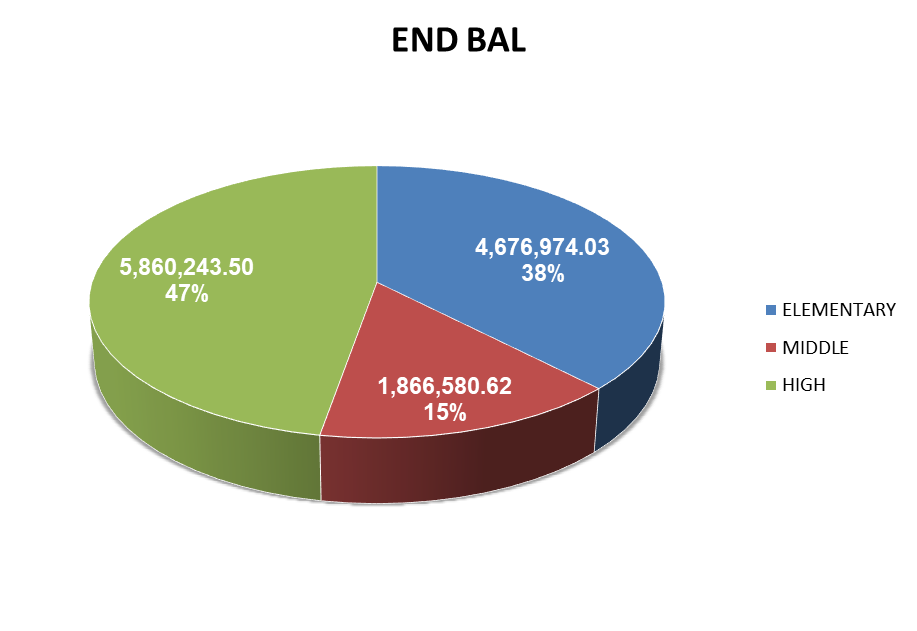 END BAL
4,676,974.03
38%
5,860,243.50
47%
1,866,580.62
15%
ELEMENTARY
MIDDLE
HIGH